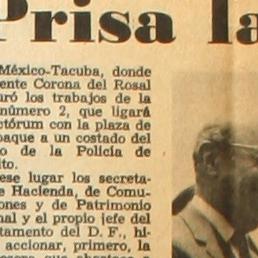 Prisa la
México-Tacuba, donde
ente Corona del Rosal
uró los trabajos de la
número 2, que ligará
ctórum con la plaza de
paque a un costado del
o de la Policía de
ito.
ese lugar los secreta-
e Hacienda, de Comu-
ones y de Patrimonio
nal y el propio jefe del
tamento del D. F., hi-
accionar, primero, la